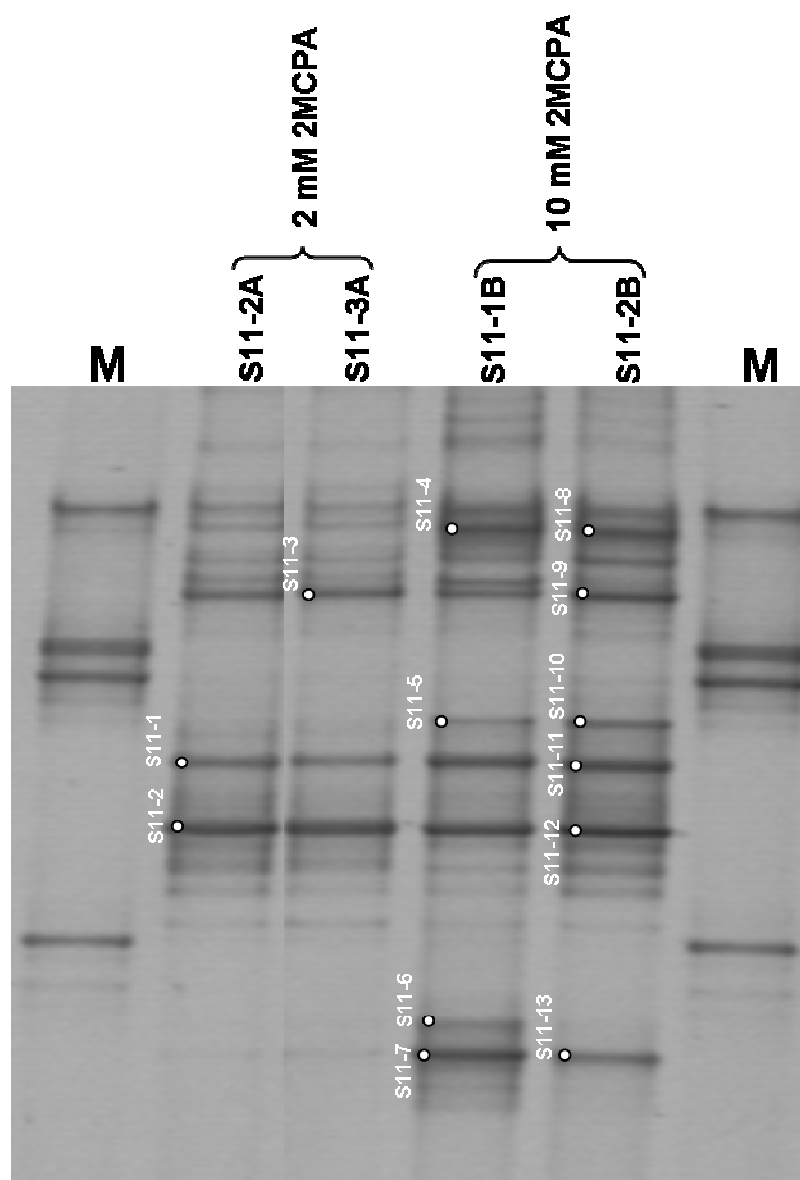 2 mM 2MCPA
10 mM 2MCPA
M
S11-2A
S11-3A
S11-1B
S11-2B
M
S11-4
S11-8
S11-3
S11-9
S11-5
S11-10
S11-1
S11-11
S11-2
S11-12
S11-6
S11-13
S11-7